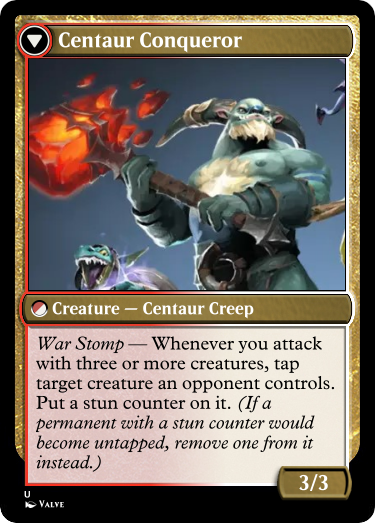 Centaur Conqueror
Creature — Centaur Creep
War Stomp — Whenever you attack
with three or more creatures, tap
target creature an opponent controls.
Put a stun counter on it. (If a
permanent with a stun counter would
become untapped, remove one from it
instead.)
3/3
U
Valve